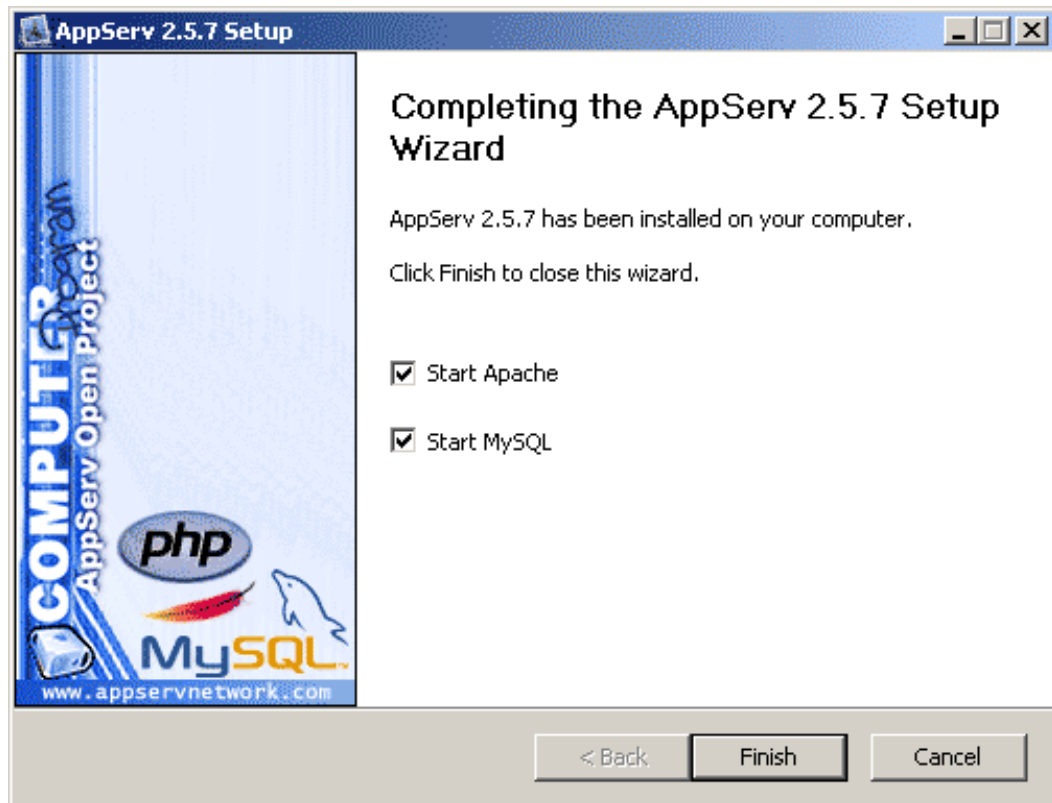 AppServ 2.5.7 Setup
Completing the AppServ 2.5.7 Setup
Wizard
AppServ 2.5.7 has been installed on your computer.
Click Finish to close this wizard.
Start Apache
Start MySQL
COMPUTER
AppServ Open Project
php
MySQL
www.appservnetwork.com
< Back
Finish
Cancel